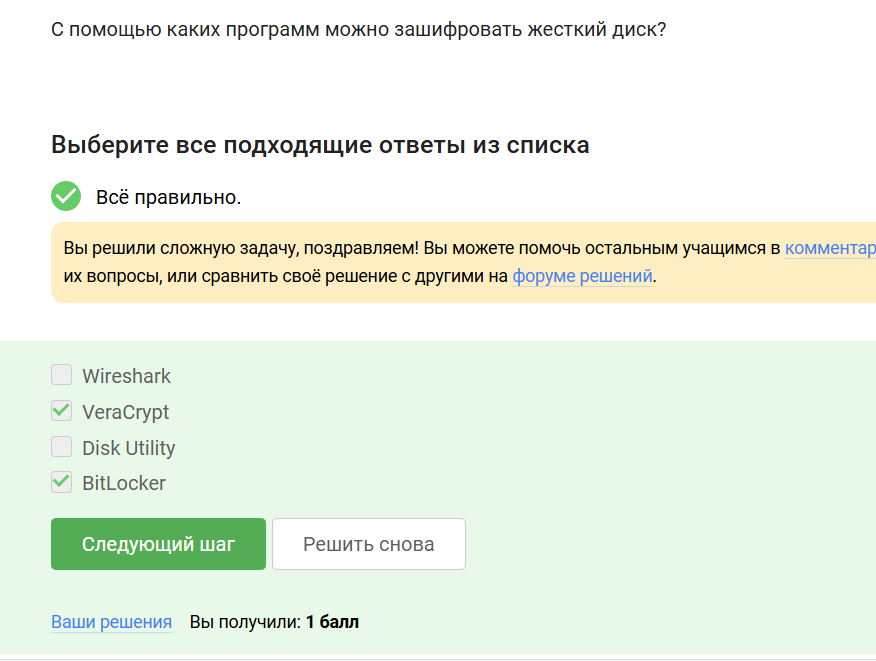 С помощью каких программ можно зашифровать жесткий диск?
Выберите все подходящие ответы из списка
Всё правильно.
Вы решили сложную задачу, поздравляем! Вы можете помочь остальным учащимся в комментар
их вопросы, или сравнить своё решение с другими на форуме решений.
Wireshark
VeraCrypt
Disk Utility
BitLocker
Следующий шаг
Решить снова
Ваши решения Вы получили: 1 балл